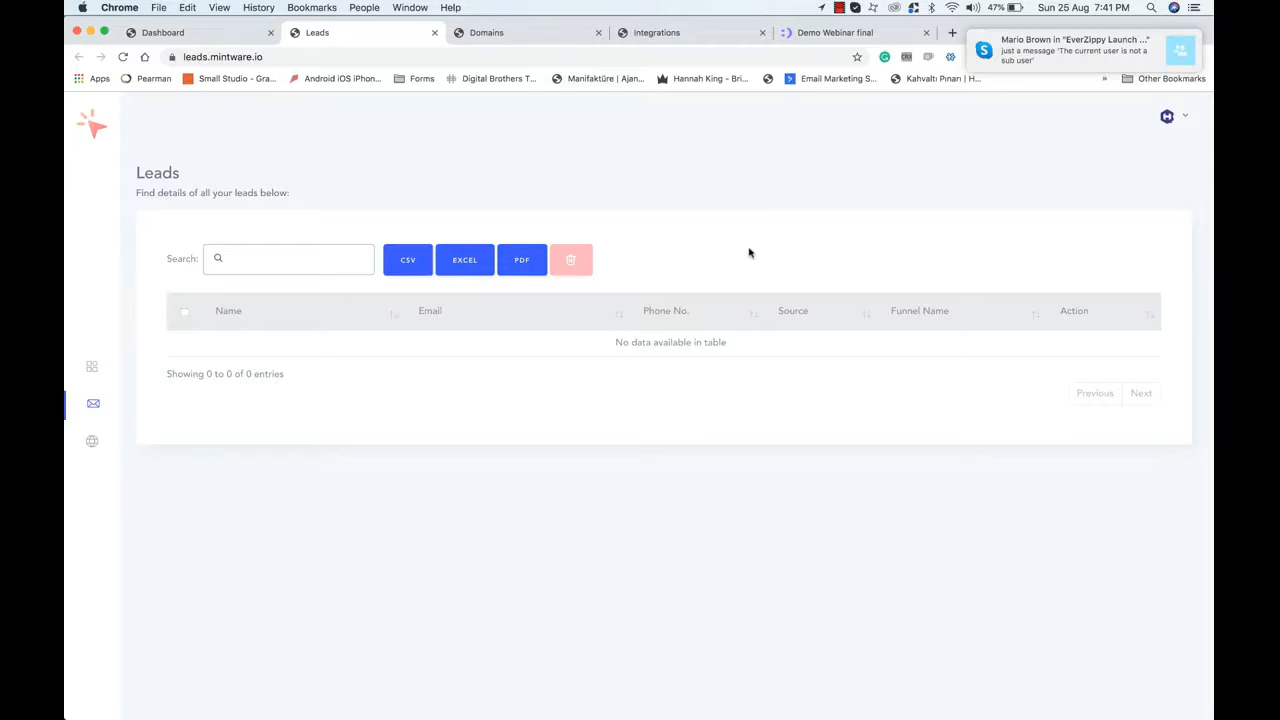 Chrome File Edit View History Bookmarks People Window Help 47% Sun 25 Aug 7:41 PM
Dashboard Leads Domains Integrations Demo Webinar final
Mario Brown in "EverZippy Launch ..."
just a message 'The current user is not a
sub user'
leads.mintware.io
Apps Pearman Small Studio - Gra... Android iOS iPhon... Forms Digital Brothers T... Manifaktüre | Ajan... Hannah King - Bri... Email Marketing S... Kahvaltı Pınarı | H... » Other Bookmarks
Leads
Find details of all your leads below:
Search: CSV EXCEL PDF
Name Email Phone No. Source Funnel Name Action
No data available in table
Showing 0 to 0 of 0 entries
Previous Next